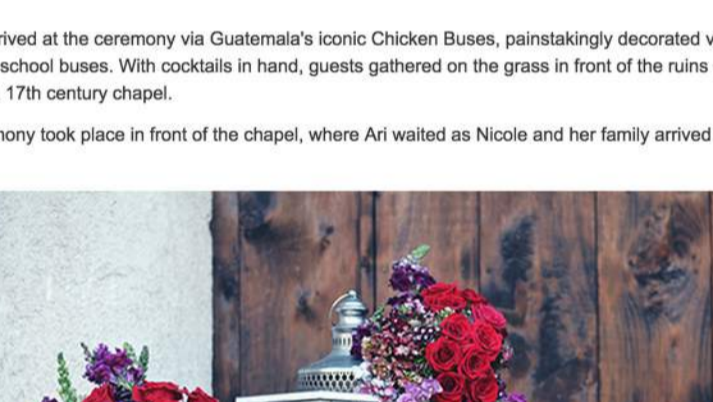 rived at the ceremony via Guatemala's iconic Chicken Buses, painstakingly decorated v
school buses. With cocktails in hand, guests gathered on the grass in front of the ruins
17th century chapel.
nony took place in front of the chapel, where Ari waited as Nicole and her family arrived